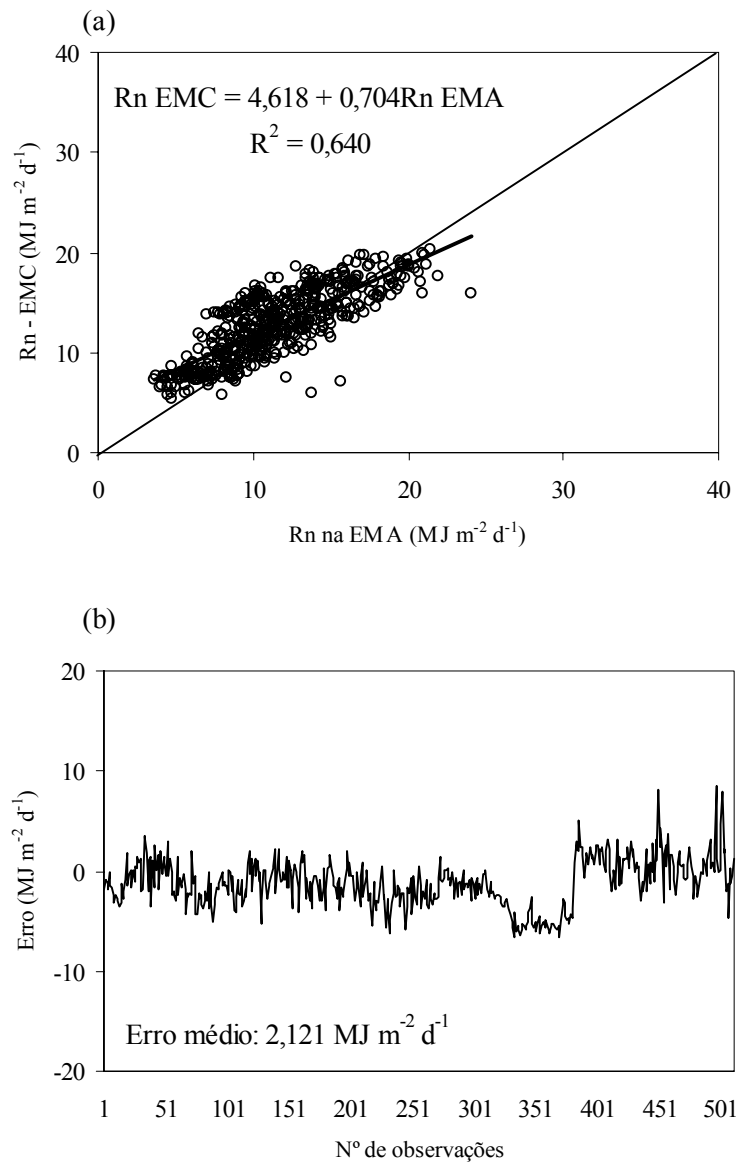 (a)
40
30
20
10
0
Rn - EMC (MJ m-2 d-1)
Rn EMC = 4,618 + 0,704Rn EMA
R2 = 0,640
0 10 20 30 40
Rn na EMA (MJ m-2 d-1)
(b)
20
10
0
-10
-20
Erro (MJ m-2 d-1)
Erro médio: 2,121 MJ m-2 d-1
1 51 101 151 201 251 301 351 401 451 501
Nº de observações